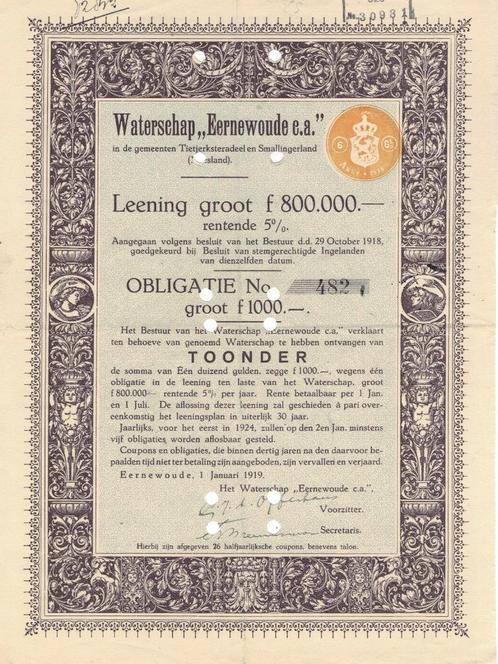 30931
Waterschap „Eernewoude c.a."
in de gemeenten Tietjerksteradeel en Smallingerland
(Friesland).
Leening groot f 800.000.—
rentende 5%.
Aangegaan volgens besluit van het Bestuur d.d. 29 October 1918,
goedgekeurd bij Besluit van stemgerechtigde Ingelanden
van dienzelfden datum.
OBLIGATIE No. 482
groot f 1000.—.
Het Bestuur van het Waterschap „Eernewoude c.a," verklaart
ten behoeve van genoemd Waterschap te hebben ontvangen van
TOONDER
de somma van Één duizend gulden, zegge f 1000.—, wegens één
obligatie in de leening ten laste van het Waterschap, groot
f 800.000.— rentende 5% per jaar. Rente betaalbaar per 1 Jan.
en 1 Juli. De aflossing dezer leening zal geschieden à pari over-
eenkomstig het leeningsplan in uiterlijk 30 jaar.
Jaarlijks, voor het eerst in 1924, zullen op den 2en Jan. minstens
vijf obligaties worden aflosbaar gesteld.
Coupons en obligaties, die binnen dertig jaren na den daarvoor be-
paalden tijd niet ter betaling zijn aangeboden, zijn vervallen en verjaard.
Eernewoude, 1 Januari 1919.
Het Waterschap „Eernewoude c.a.",
Voorzitter.
Secretaris.
Hierbij zijn afgegeven 26 halfjaarlijksche coupons, benevens talon.